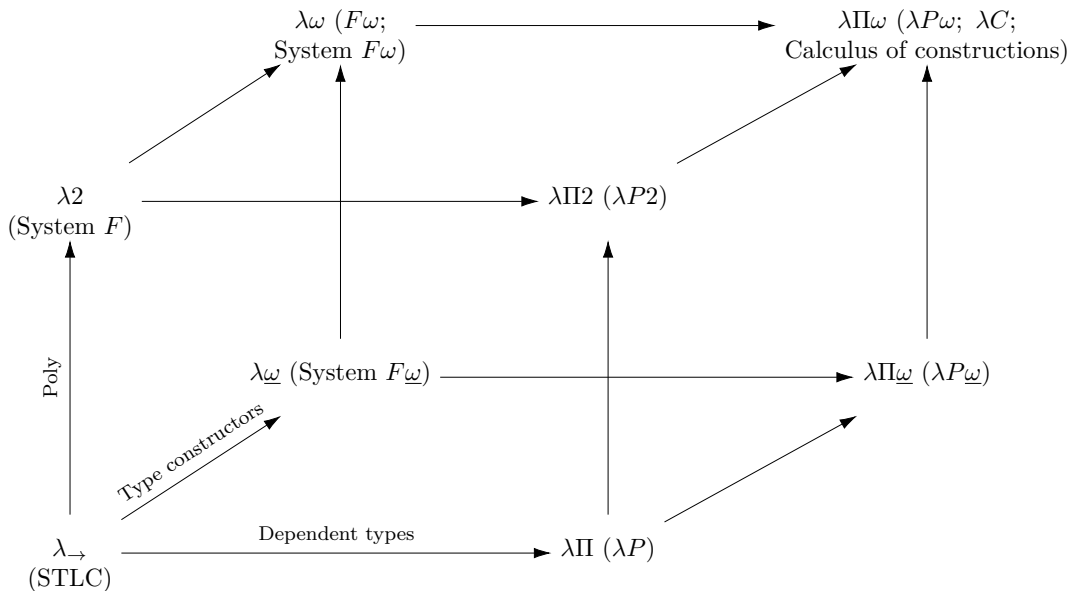 λω (Fω;
System Fω)
λΠω (λPω; λC;
Calculus of constructions)
λ2
(System F)
λΠ2 (λP2)
Poly
λω̲ (System Fω̲)
λΠω̲ (λPω̲)
Type constructors
Dependent types
λ→
(STLC)
λΠ (λP)